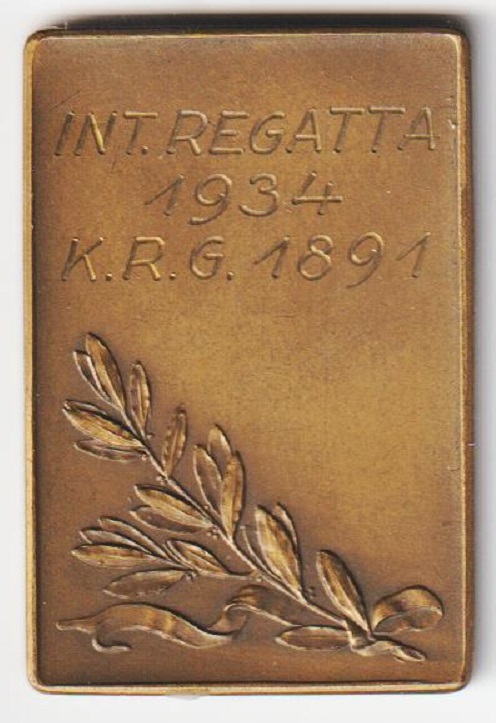 INT. REGATTA
1934
K.R.G. 1891